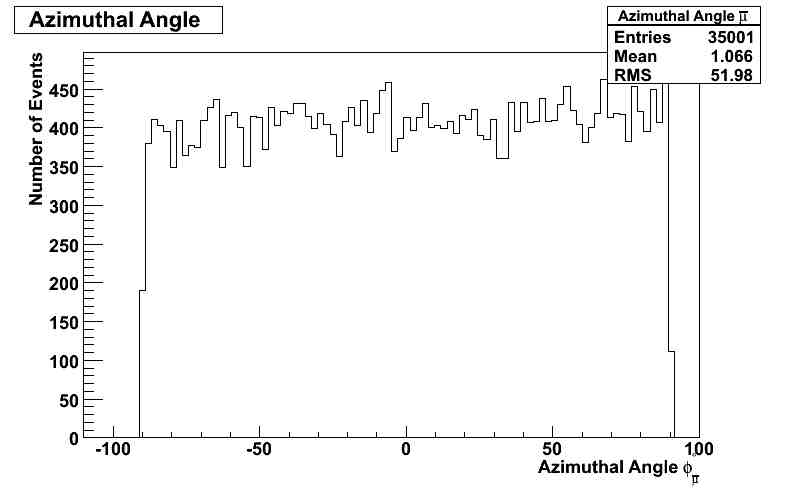 Azimuthal Angle
Azimuthal Angle μ̅
Entries 35001
Mean 1.066
RMS 51.98
Number of Events
450
400
350
300
250
200
150
100
50
0
-100 -50 0 50 100
Azimuthal Angle ϕμ̅